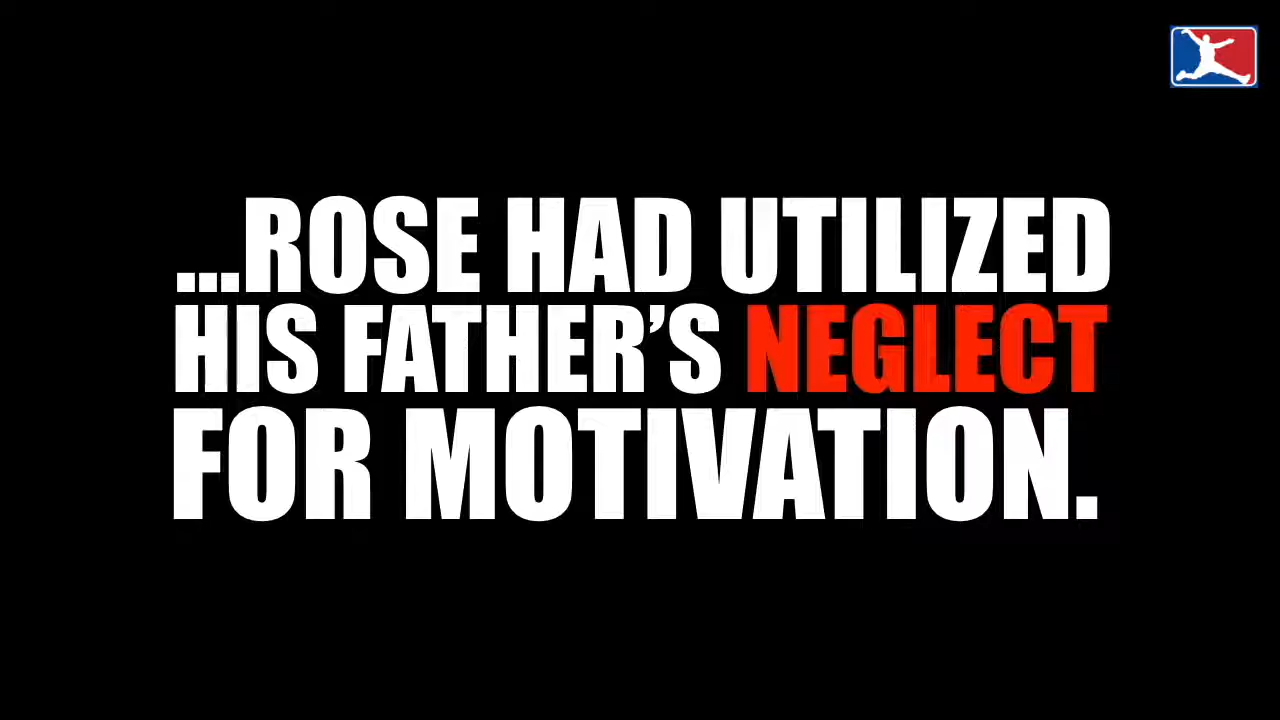 ...ROSE HAD UTILIZED
HIS FATHER’S NEGLECT
FOR MOTIVATION.